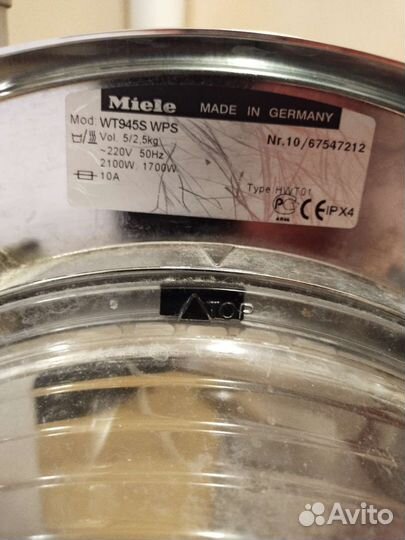 Miele MADE IN GERMANY
Mod: WT945S WPS
Vol. 5/2,5kg Nr.10/67547212
~220V 50Hz
2100W 1700W
10A Type HWT01
CE IPX4
TOP
Avito